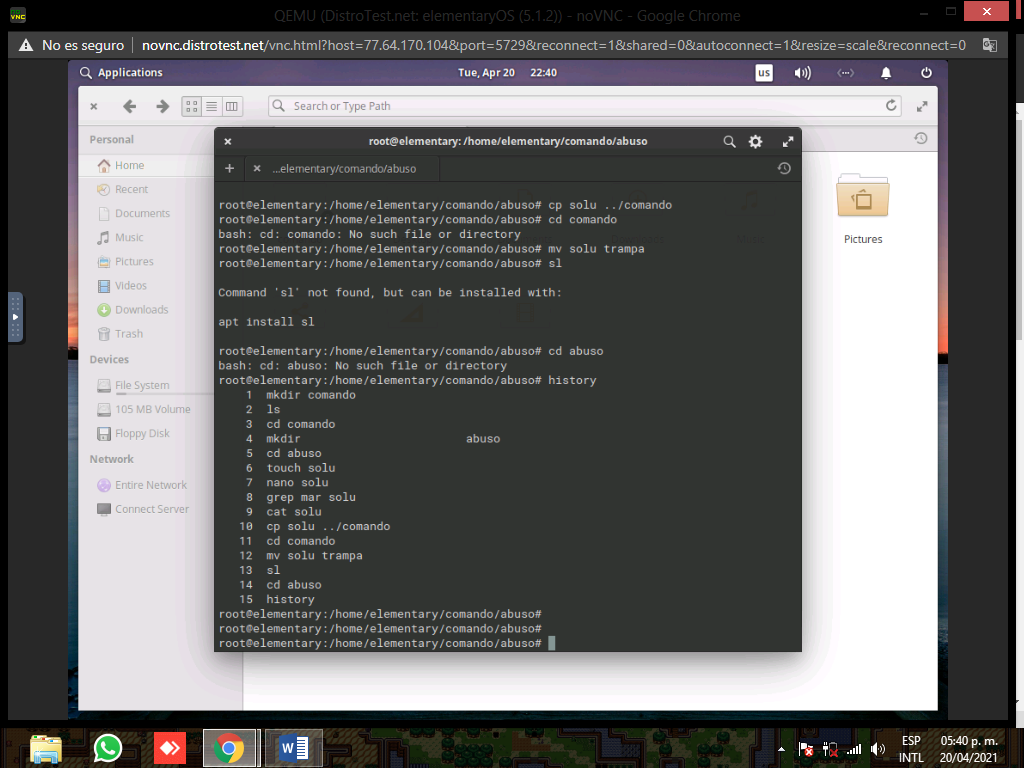 no
VNC
QEMU (DistroTest.net: elementaryOS (5.1.2)) - noVNC - Google Chrome
No es seguro
novnc.distrotest.net/vnc.html?host=77.64.170.104&port=5729&reconnect=1&shared=0&autoconnect=1&resize=scale&reconnect=0
Applications
Tue, Apr 20 22:40
us
Search or Type Path
Personal
Home
Recent
Documents
Music
Pictures
Videos
Downloads
Trash
Devices
File System
105 MB Volume
Floppy Disk
Network
Entire Network
Connect Server
Pictures
root@elementary: /home/elementary/comando/abuso
...elementary/comando/abuso
root@elementary:/home/elementary/comando/abuso# cp solu ../comando
root@elementary:/home/elementary/comando/abuso# cd comando
bash: cd: comando: No such file or directory
root@elementary:/home/elementary/comando/abuso# mv solu trampa
root@elementary:/home/elementary/comando/abuso# sl
Command 'sl' not found, but can be installed with:
apt install sl
root@elementary:/home/elementary/comando/abuso# cd abuso
bash: cd: abuso: No such file or directory
root@elementary:/home/elementary/comando/abuso# history
1 mkdir comando
2 ls
3 cd comando
4 mkdir abuso
5 cd abuso
6 touch solu
7 nano solu
8 grep mar solu
9 cat solu
10 cp solu ../comando
11 cd comando
12 mv solu trampa
13 sl
14 cd abuso
15 history
root@elementary:/home/elementary/comando/abuso#
root@elementary:/home/elementary/comando/abuso#
root@elementary:/home/elementary/comando/abuso#
W
ESP
INTL
05:40 p. m.
20/04/2021